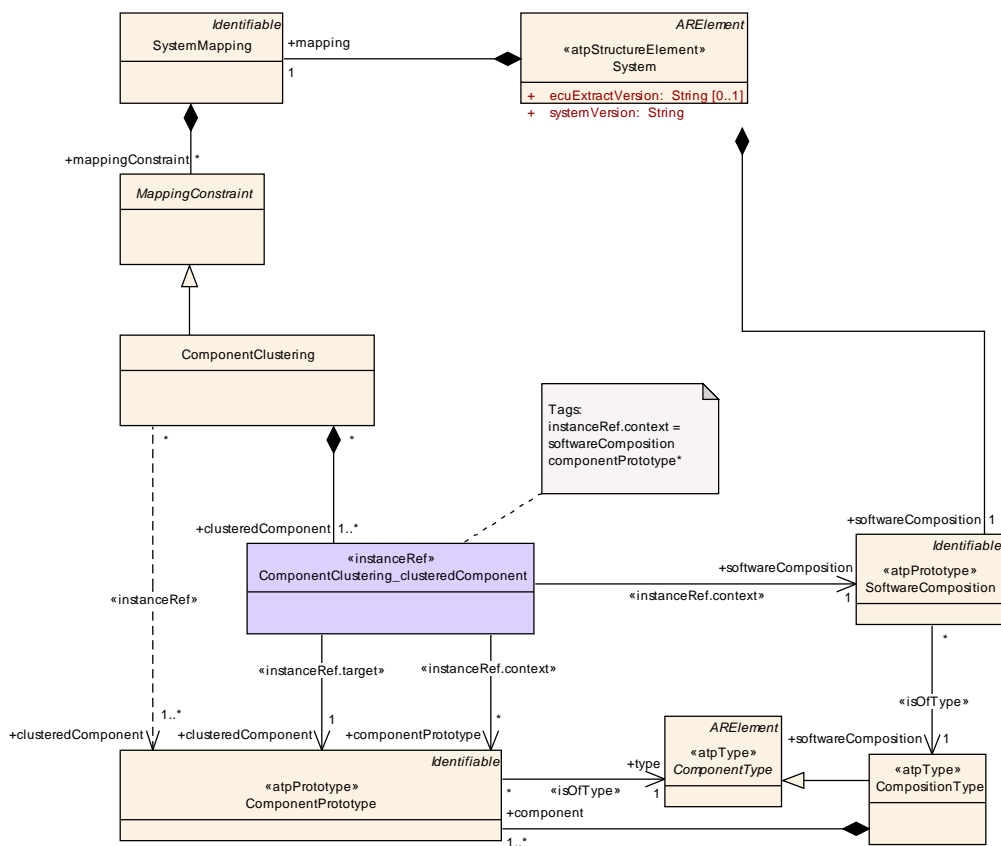 Identifiable
SystemMapping
+mapping
1
ARElement
«atpStructureElement»
System
+ ecuExtractVersion: String [0..1]
+ systemVersion: String
+mappingConstraint
*
MappingConstraint
ComponentClustering
*
*
Tags:
instanceRef.context =
softwareComposition
componentPrototype*
+clusteredComponent
1..*
+softwareComposition
1
«instanceRef»
ComponentClustering_clusteredComponent
+softwareComposition
«instanceRef.context»
1
Identifiable
«atpPrototype»
SoftwareComposition
*
«instanceRef»
«instanceRef.target»
«instanceRef.context»
«isOfType»
1..*
+clusteredComponent
1
+clusteredComponent
*
+componentPrototype
+softwareComposition
1
Identifiable
«atpPrototype»
ComponentPrototype
+type
*
«isOfType»
1
ARElement
«atpType»
ComponentType
«atpType»
CompositionType
+component
1..*